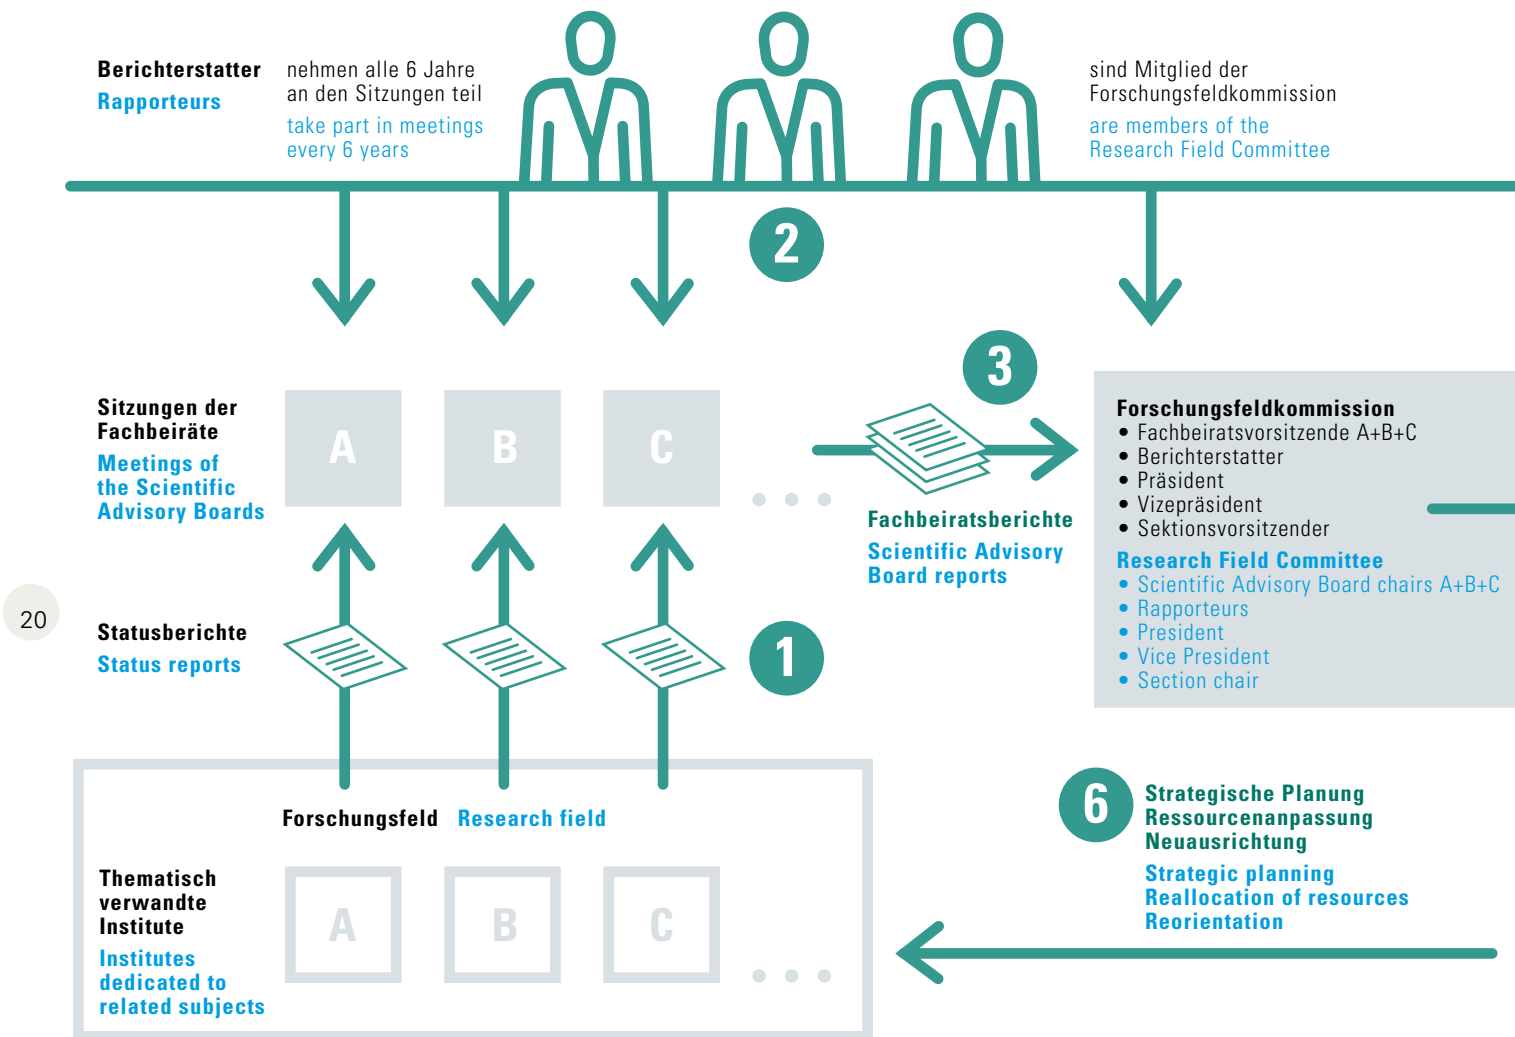 Berichterstatter
Rapporteurs
nehmen alle 6 Jahre
an den Sitzungen teil
take part in meetings
every 6 years
sind Mitglied der
Forschungsfeldkommission
are members of the
Research Field Committee
2
3
Sitzungen der
Fachbeiräte
Meetings of
the Scientific
Advisory Boards
A
B
C
Fachbeiratsberichte
Scientific Advisory
Board reports
Forschungsfeldkommission
• Fachbeiratsvorsitzende A+B+C
• Berichterstatter
• Präsident
• Vizepräsident
• Sektionsvorsitzender
Research Field Committee
• Scientific Advisory Board chairs A+B+C
• Rapporteurs
• President
• Vice President
• Section chair
20
Statusberichte
Status reports
1
Forschungsfeld Research field
Thematisch
verwandte
Institute
Institutes
dedicated to
related subjects
A
B
C
6
Strategische Planung
Ressourcenanpassung
Neuausrichtung
Strategic planning
Reallocation of resources
Reorientation